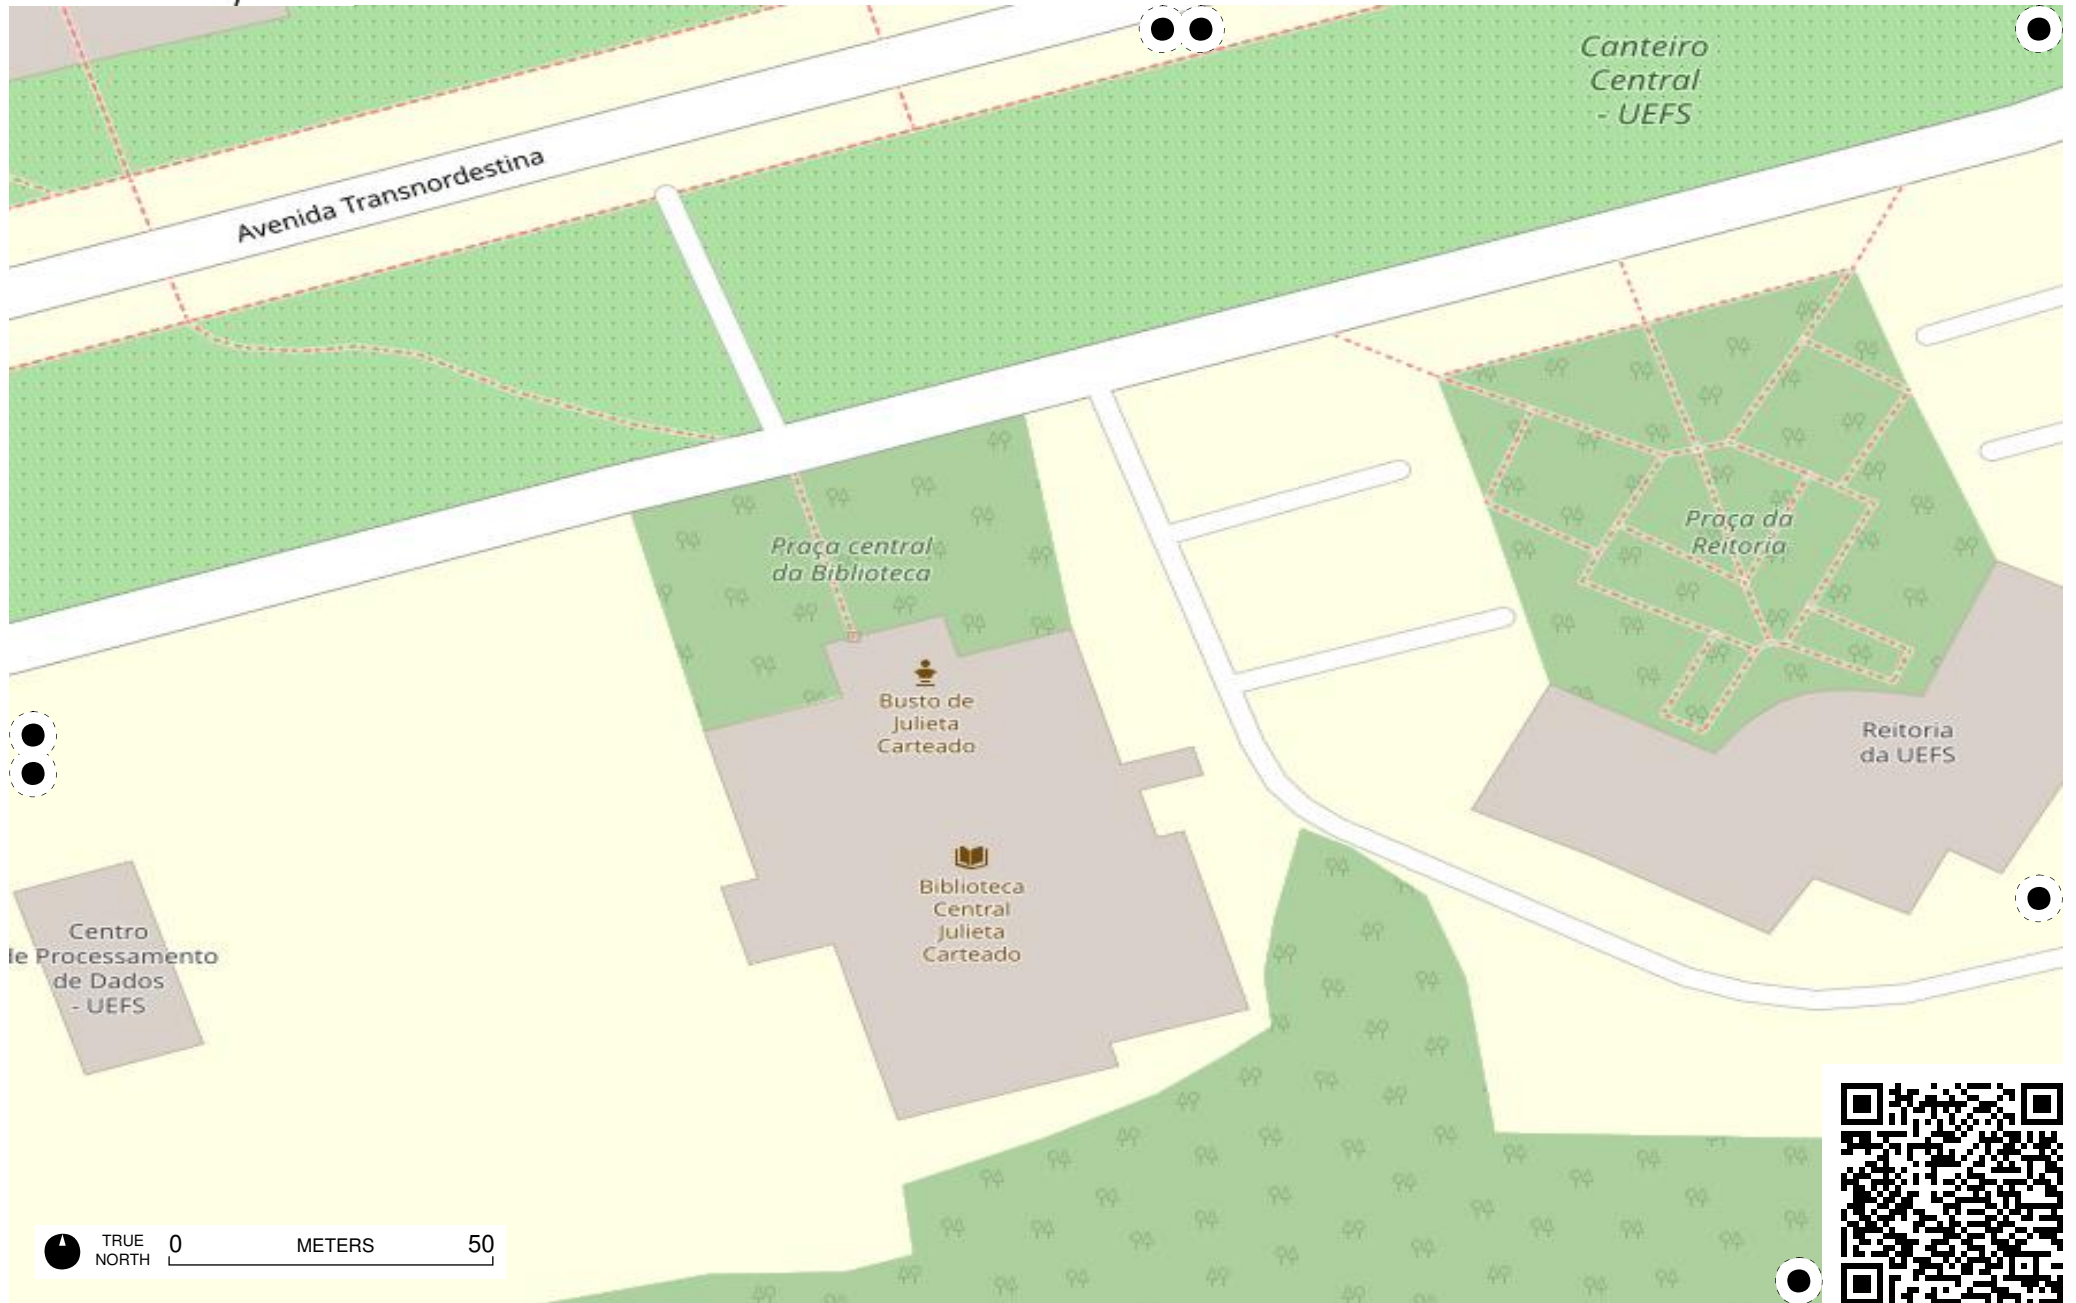 Canteiro
Central
- UEFS
Avenida Transnordestina
Praça da
Reitoria
Praça central
da Biblioteca
Busto de
Julieta
Carteado
Reitoria
da UEFS
Biblioteca
Central
Julieta
Carteado
Centro
de Processamento
de Dados
- UEFS
TRUE
NORTH
0 METERS 50